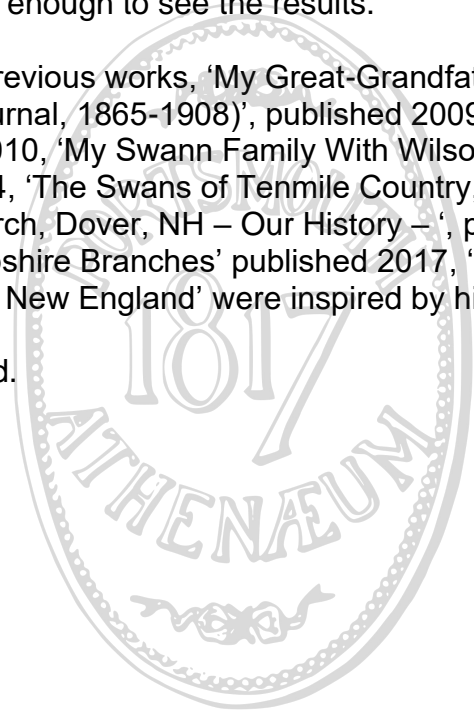 enough to see the results.
revious works, ‘My Great-Grandfat
urnal, 1865-1908)’, published 2009
010, ‘My Swann Family With Wilso
4, ‘The Swans of Tenmile Country,
rch, Dover, NH – Our History – ‘, p
pshire Branches’ published 2017, ‘
New England’ were inspired by hi
d.
PORTSMOUTH
1817
ATHENÆUM